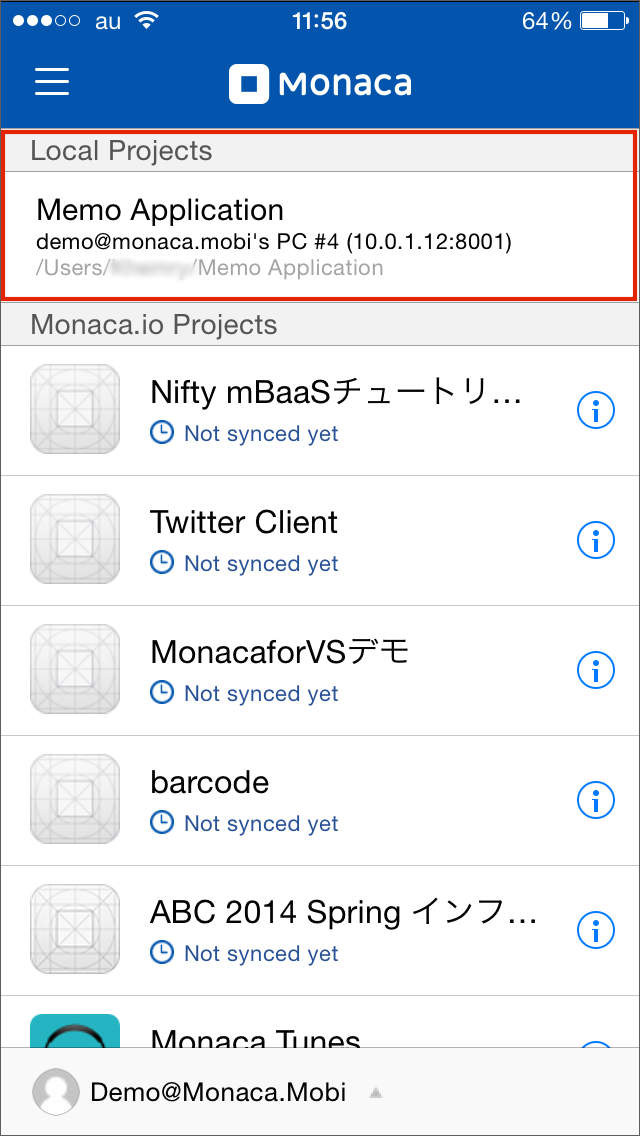 au 11:56 64%
Monaca
Local Projects
Memo Application
demo@monaca.mobi's PC #4 (10.0.1.12:8001)
/Users/ /Memo Application
Monaca.io Projects
Nifty mBaaSチュートリ...
Not synced yet
Twitter Client
Not synced yet
MonacaforVSデモ
Not synced yet
barcode
Not synced yet
ABC 2014 Spring インフ...
Not synced yet
Monaca Tunes
Demo@Monaca.Mobi